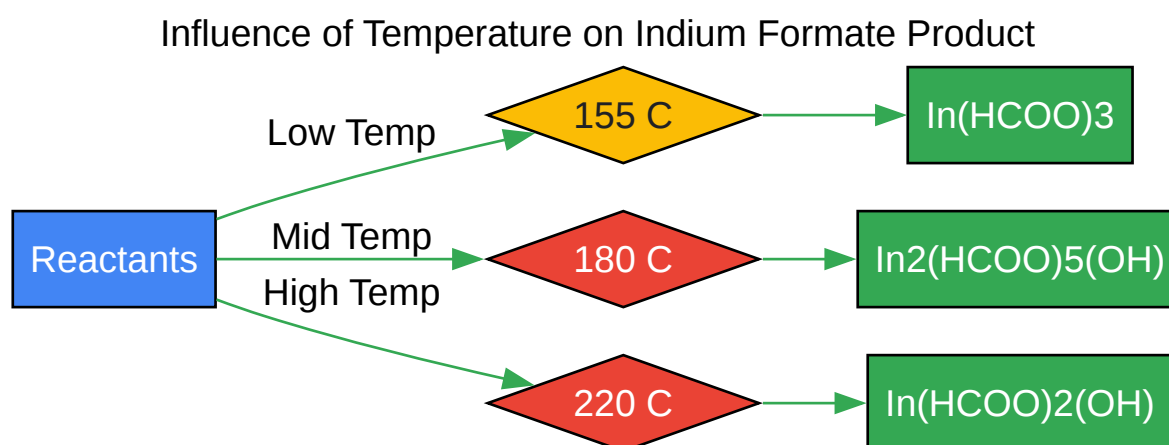 Influence of Temperature on Indium Formate Product
Low Temp
155 C
In(HCOO)3
Reactants
Mid Temp
180 C
In2(HCOO)5(OH)
High Temp
220 C
In(HCOO)2(OH)